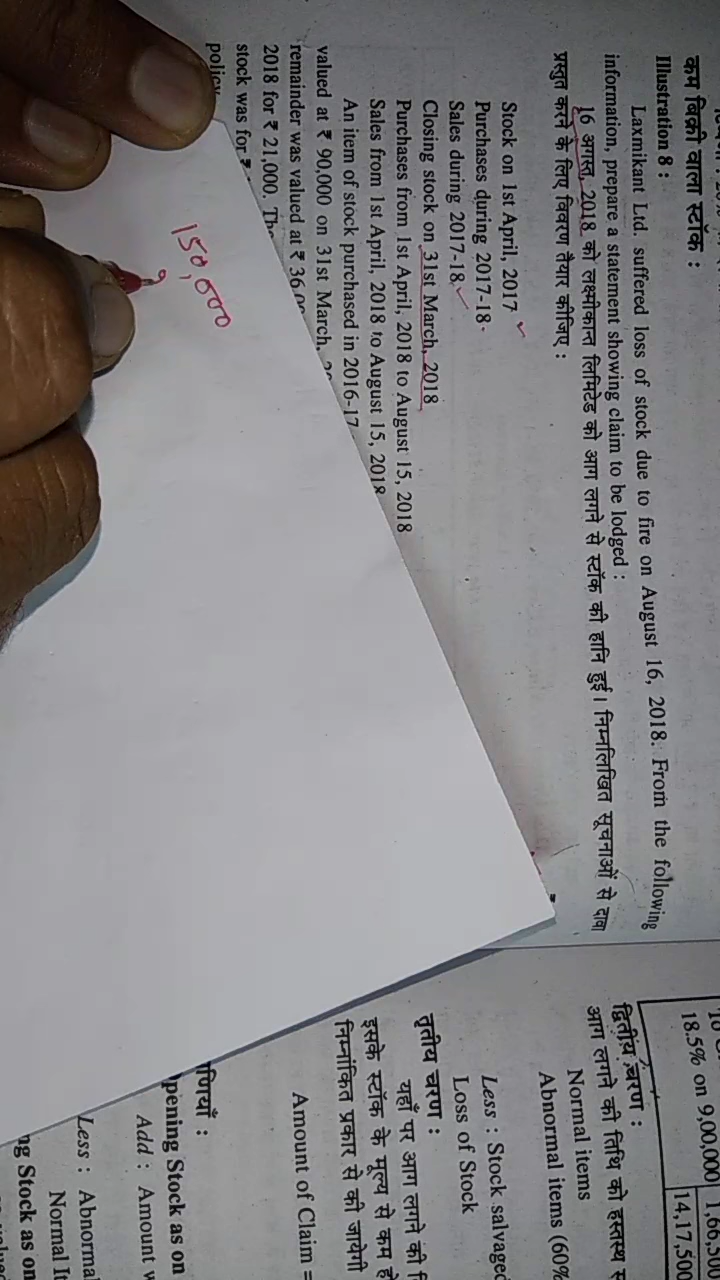 कम बिक्री वाला स्टॉक :
Illustration 8 :
Laxmikant Ltd. suffered loss of stock due to fire on August 16, 2018. From the following
information, prepare a statement showing claim to be lodged :
16 अगस्त, 2018 को लक्ष्मीकान्त लिमिटेड को आग लगने से स्टॉक की हानि हुई। निम्नलिखित सूचनाओं से दावा
प्रस्तुत करने के लिए विवरण तैयार कीजिए :
₹
Stock on 1st April, 2017
Purchases during 2017-18
Sales during 2017-18
Closing stock on 31st March, 2018
Purchases from 1st April, 2018 to August 15, 2018
Sales from 1st April, 2018 to August 15, 2018
An item of stock purchased in 2016-17
valued at ₹ 90,000 on 31st March,
remainder was valued at ₹
2018 for ₹ 21,000.
stock was for ₹
policy
150,000
18.5% on 9,00,000
14,17,500
द्वितीय चरण :
आग लगने की तिथि को हस्तस्थ
Normal items
Abnormal items (60%
Less : Stock salvaged
Loss of Stock
तृतीय चरण :
यहाँ पर आग लगने की
इसके स्टॉक के मूल्य से कम
निम्नांकित प्रकार से की जायेगी
Amount of Claim =
Opening Stock as on
Add : Amount
Less : Abnormal
Normal
Stock as on